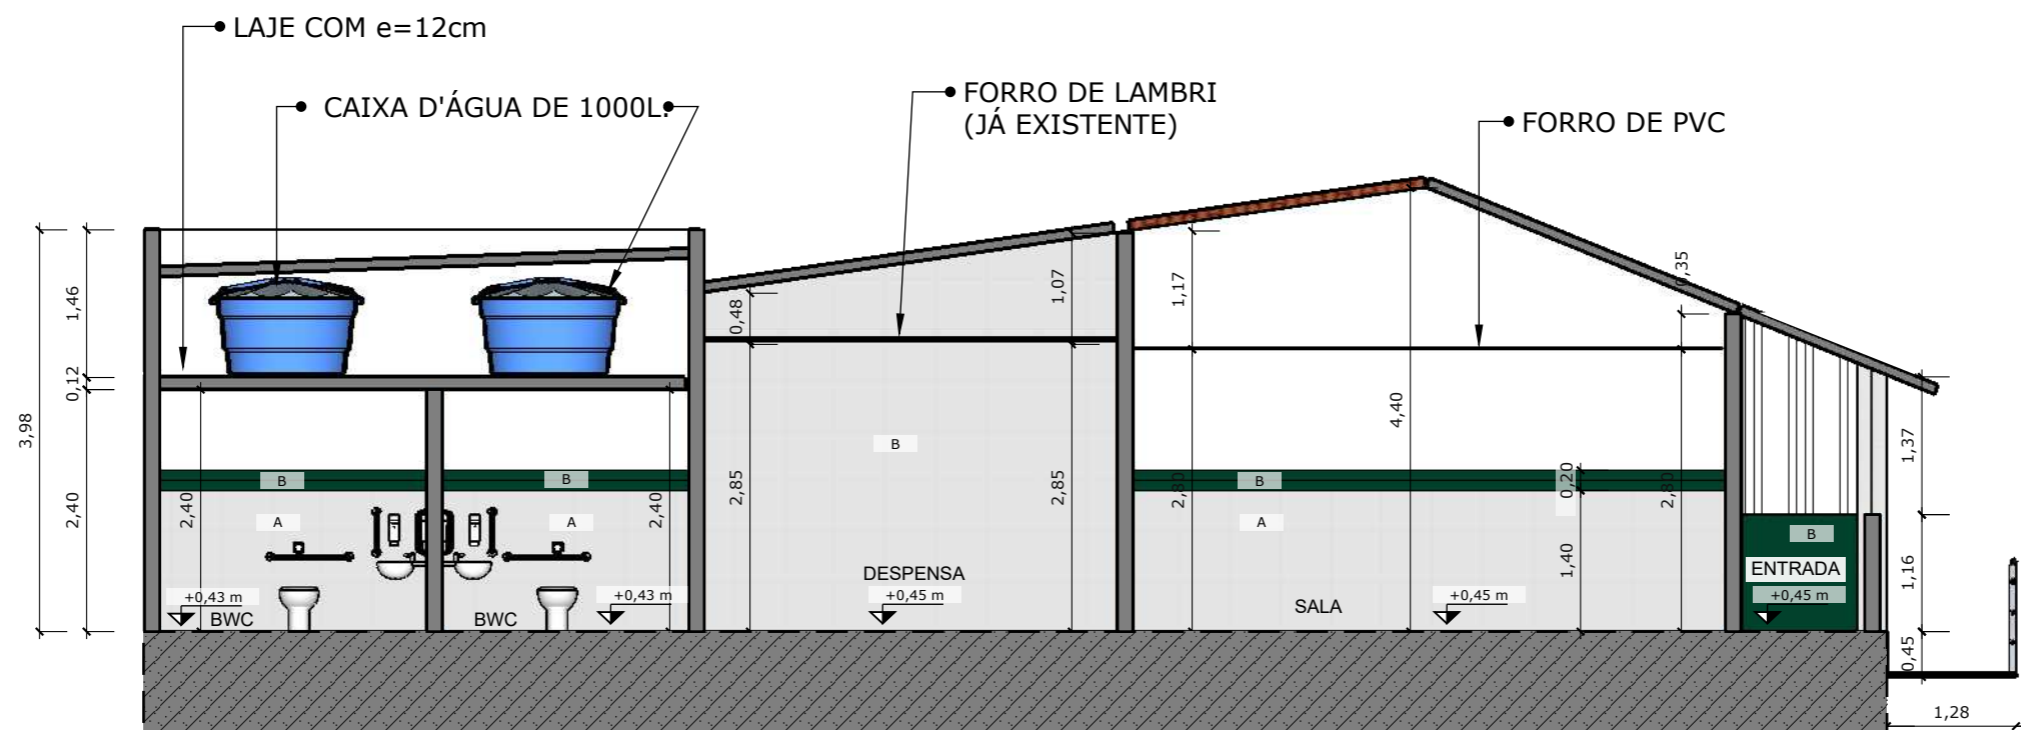 LAJE COM e=12cm
CAIXA D'ÁGUA DE 1000L.
FORRO DE LAMBRI
(JÁ EXISTENTE)
FORRO DE PVC
3,98
1,46
0,12
2,40
2,40
2,40
B
B
A
A
+0,43 m
BWC
BWC
+0,43 m
0,48
1,07
2,85
2,85
B
DESPENSA
+0,45 m
1,17
4,40
0,35
2,80
2,80
B
A
0,20
1,40
SALA
+0,45 m
B
ENTRADA
+0,45 m
1,37
1,16
0,45
1,28